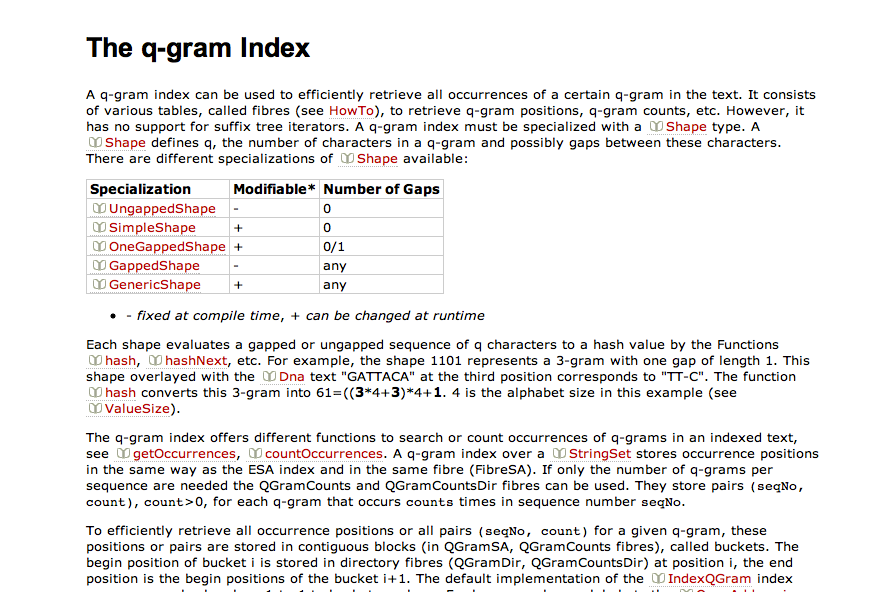 The q-gram Index
A q-gram index can be used to efficiently retrieve all occurrences of a certain q-gram in the text. It consists
of various tables, called fibres (see HowTo), to retrieve q-gram positions, q-gram counts, etc. However, it
has no support for suffix tree iterators. A q-gram index must be specialized with a Shape type. A
Shape defines q, the number of characters in a q-gram and possibly gaps between these characters.
There are different specializations of Shape available:
Specialization Modifiable* Number of Gaps
UngappedShape - 0
SimpleShape + 0
OneGappedShape + 0/1
GappedShape - any
GenericShape + any
• - fixed at compile time, + can be changed at runtime
Each shape evaluates a gapped or ungapped sequence of q characters to a hash value by the Functions
hash, hashNext, etc. For example, the shape 1101 represents a 3-gram with one gap of length 1. This
shape overlayed with the Dna text "GATTACA" at the third position corresponds to "TT-C". The function
hash converts this 3-gram into 61=((3*4+3)*4+1. 4 is the alphabet size in this example (see
ValueSize).
The q-gram index offers different functions to search or count occurrences of q-grams in an indexed text,
see getOccurrences, countOccurrences. A q-gram index over a StringSet stores occurrence positions
in the same way as the ESA index and in the same fibre (FibreSA). If only the number of q-grams per
sequence are needed the QGramCounts and QGramCountsDir fibres can be used. They store pairs (seqNo,
count), count>0, for each q-gram that occurs counts times in sequence number seqNo.
To efficiently retrieve all occurrence positions or all pairs (seqNo, count) for a given q-gram, these
positions or pairs are stored in contiguous blocks (in QGramSA, QGramCounts fibres), called buckets. The
begin position of bucket i is stored in directory fibres (QGramDir, QGramCountsDir) at position i, the end
position is the begin positions of the bucket i+1. The default implementation of the IndexQGram index